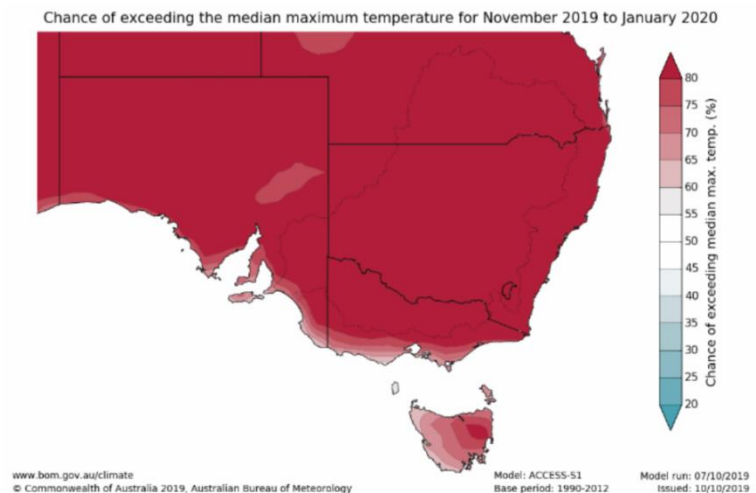 Chance of exceeding the median maximum temperature for November 2019 to January 2020
80
75
70
65
60
55
50
45
40
35
30
25
20
Chance of exceeding median max. temp. (%)
www.bom.gov.au/climate
© Commonwealth of Australia 2019, Australian Bureau of Meteorology
Model: ACCESS-S1
Base period: 1990-2012
Model run: 07/10/2019
Issued: 10/10/2019